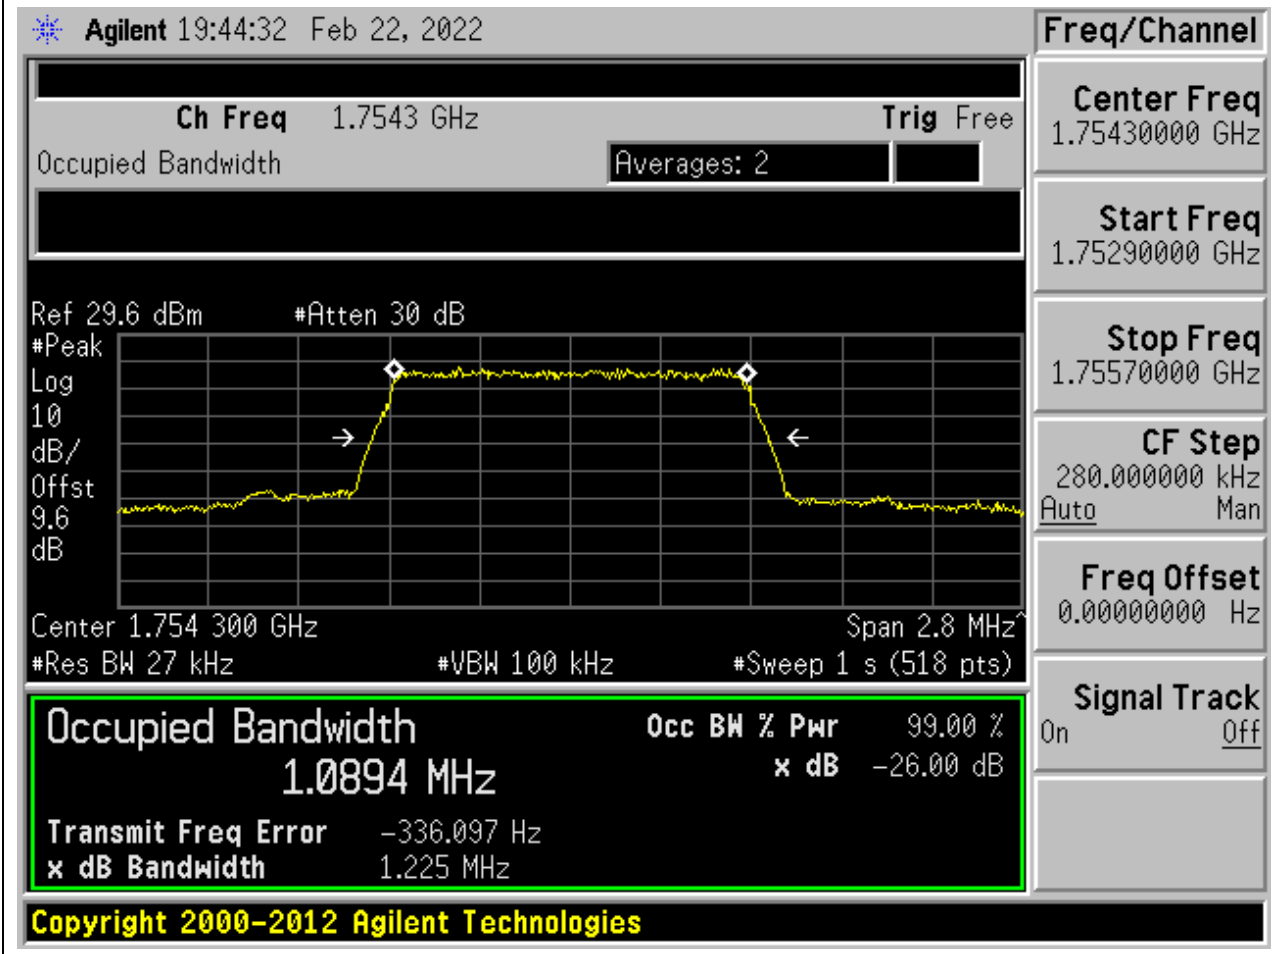 Agilent 19:44:32 Feb 22, 2022
Freq/Channel
Ch Freq 1.7543 GHz
Trig Free
Occupied Bandwidth
Averages: 2
Ref 29.6 dBm #Atten 30 dB
#Peak
Log
10
dB/
Offst
9.6
dB
Center 1.754 300 GHz
Span 2.8 MHz^
#Res BW 27 kHz
#VBW 100 kHz
#Sweep 1 s (518 pts)
Occupied Bandwidth
1.0894 MHz
Occ BW % Pwr 99.00 %
x dB -26.00 dB
Transmit Freq Error -336.097 Hz
x dB Bandwidth 1.225 MHz
Center Freq
1.75430000 GHz
Start Freq
1.75290000 GHz
Stop Freq
1.75570000 GHz
CF Step
280.000000 kHz
Auto Man
Freq Offset
0.00000000 Hz
Signal Track
On Off
Copyright 2000-2012 Agilent Technologies